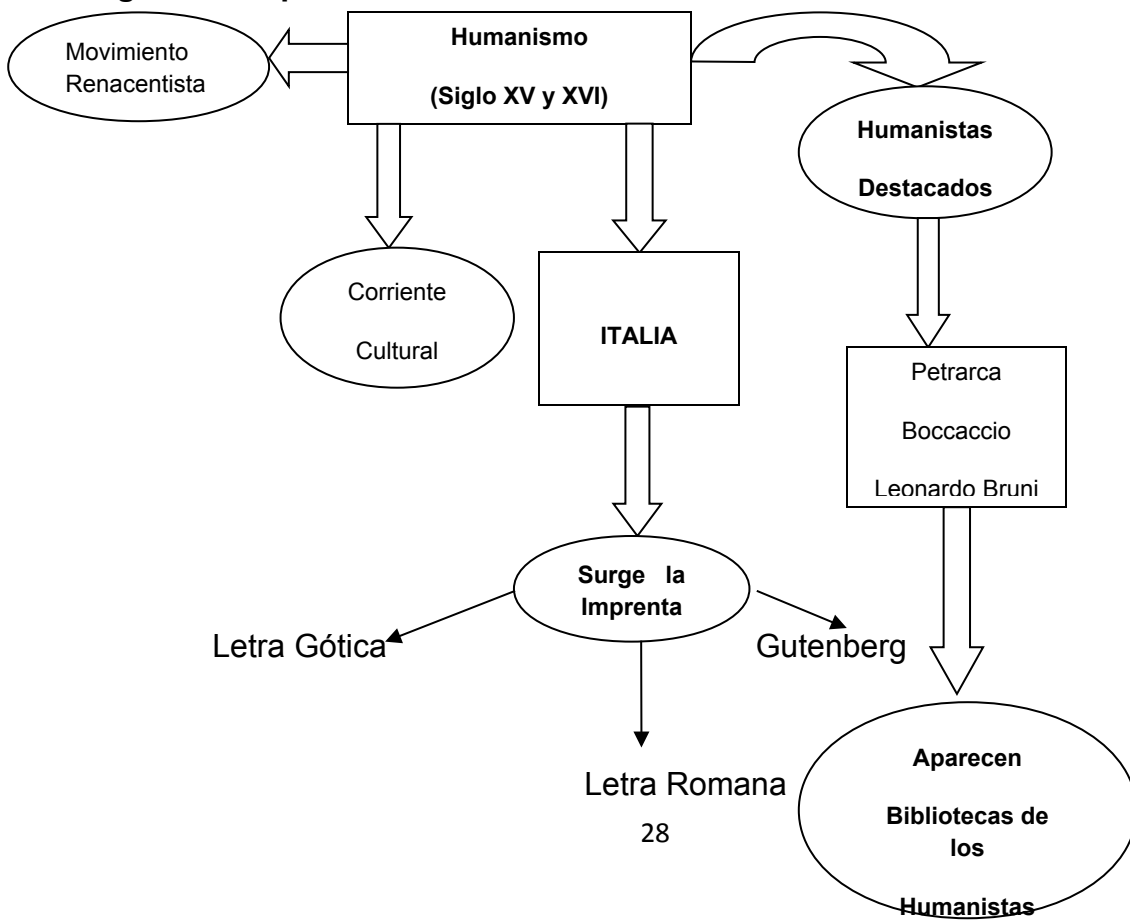 Movimiento
Renacentista
Humanismo
(Siglo XV y XVI)
Humanistas
Destacados
Corriente
Cultural
ITALIA
Petrarca
Boccaccio
Leonardo Bruni
Surge la
Imprenta
Letra Gótica
Gutenberg
Letra Romana
Aparecen
Bibliotecas de
los
Humanistas
28